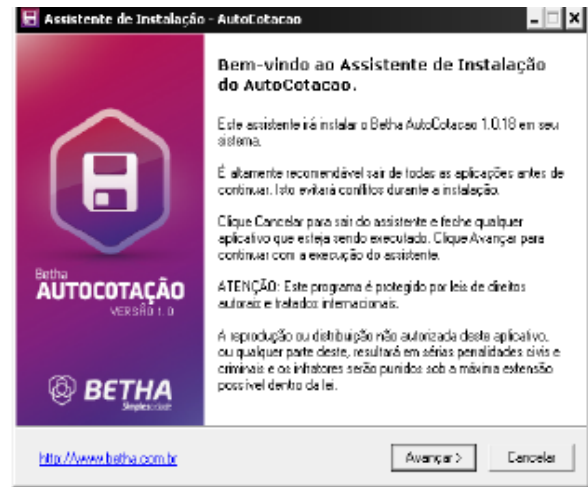 Assistente de Instalação - AutoCotacao
Bem-vindo ao Assistente de Instalação
do AutoCotacao.
Este assistente irá instalar o Betha AutoCotacao 1.0.18 em seu
sistema.
É altamente recomendável sair de todas as aplicações antes de
continuar. Isto evitará conflitos durante a instalação.
Clique Cancelar para sair do assistente e feche qualquer
aplicativo que esteja sendo executado. Clique Avançar para
continuar com a execução do assistente.
ATENÇÃO: Este programa é protegido por leis de direitos
autorais e tratados internacionais.
A reprodução ou distribuição não autorizada deste aplicativo,
ou qualquer parte deste, resultará em sérias penalidades civis e
criminais e os infratores serão punidos sob a máxima extensão
possível dentro da lei.
Betha
AUTOCOTAÇÃO
VERSÃO 1.0
BETHA
http://www.betha.com.br
Avançar >
Cancelar